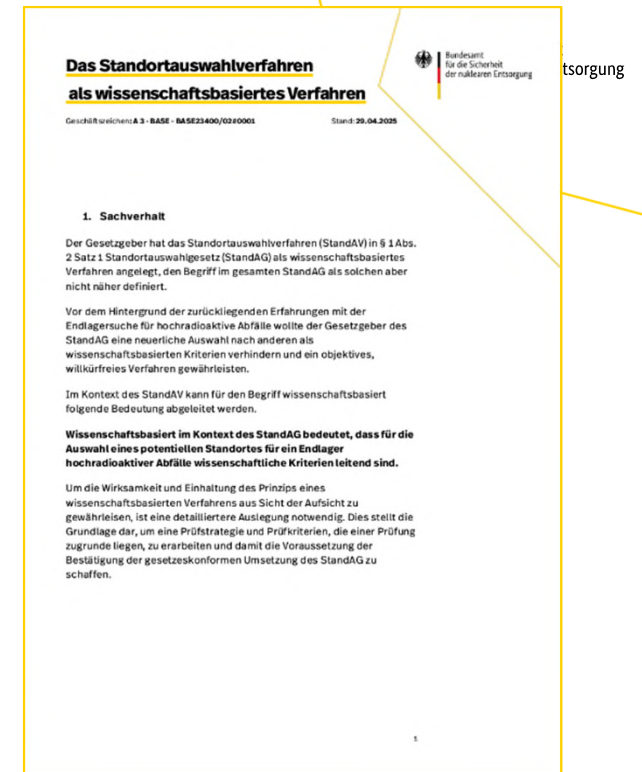 Das Standortauswahlverfahren
als wissenschaftsbasiertes Verfahren
Bundesamt
für die Sicherheit
der nuklearen Entsorgung
tsorgung
Geschäftszeichen: A 3 - BASE - BASE23400/02#0001 Stand: 29.04.2025
1. Sachverhalt
Der Gesetzgeber hat das Standortauswahlverfahren (StandAV) in § 1 Abs.
2 Satz 1 Standortauswahlgesetz (StandAG) als wissenschaftsbasiertes
Verfahren angelegt, den Begriff im gesamten StandAG als solchen aber
nicht näher definiert.
Vor dem Hintergrund der zurückliegenden Erfahrungen mit der
Endlagersuche für hochradioaktive Abfälle wollte der Gesetzgeber des
StandAG eine neuerliche Auswahl nach anderen als
wissenschaftsbasierten Kriterien verhindern und ein objektives,
willkürfreies Verfahren gewährleisten.
Im Kontext des StandAV kann für den Begriff wissenschaftsbasiert
folgende Bedeutung abgeleitet werden.
Wissenschaftsbasiert im Kontext des StandAG bedeutet, dass für die
Auswahl eines potentiellen Standortes für ein Endlager
hochradioaktiver Abfälle wissenschaftliche Kriterien leitend sind.
Um die Wirksamkeit und Einhaltung des Prinzips eines
wissenschaftsbasierten Verfahrens aus Sicht der Aufsicht zu
gewährleisen, ist eine detailliertere Auslegung notwendig. Dies stellt die
Grundlage dar, um eine Prüfstrategie und Prüfkriterien, die einer Prüfung
zugrunde liegen, zu erarbeiten und damit die Voraussetzung der
Bestätigung der gesetzeskonformen Umsetzung des StandAG zu
schaffen.
1